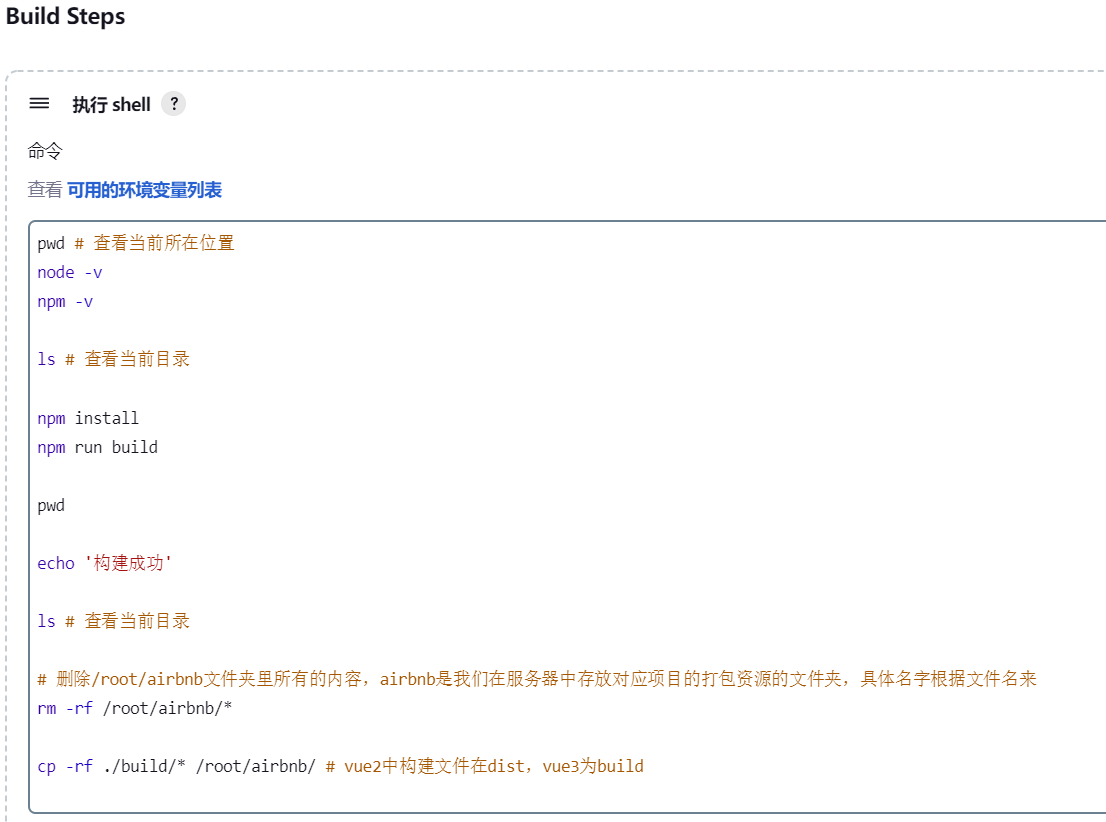 Build Steps
执行 shell ?
命令
查看 可用的环境变量列表
pwd # 查看当前所在位置
node -v
npm -v
ls # 查看当前目录
npm install
npm run build
pwd
echo '构建成功'
ls # 查看当前目录
# 删除/root/airbnb文件夹里所有的内容，airbnb是我们在服务器中存放对应项目的打包资源的文件夹，具体名字根据文件名来
rm -rf /root/airbnb/*
cp -rf ./build/* /root/airbnb/ # vue2中构建文件在dist，vue3为build